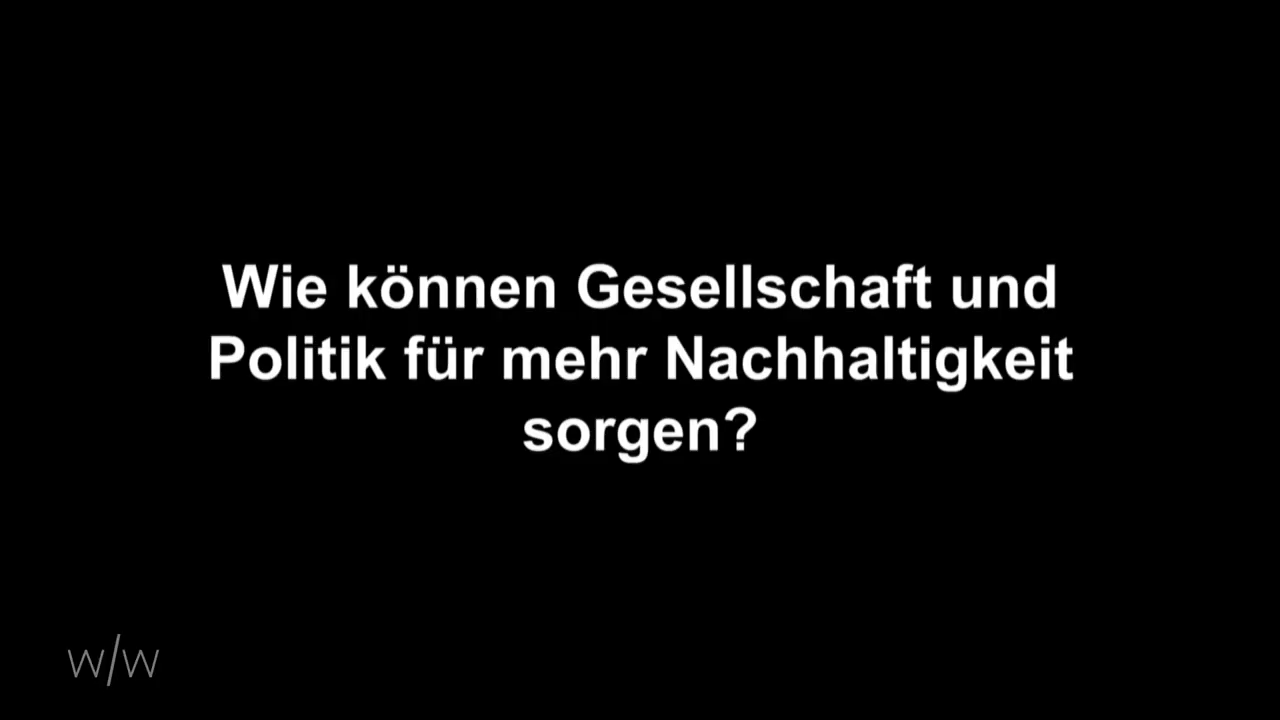 Wie können Gesellschaft und
Politik für mehr Nachhaltigkeit
sorgen?
w/w